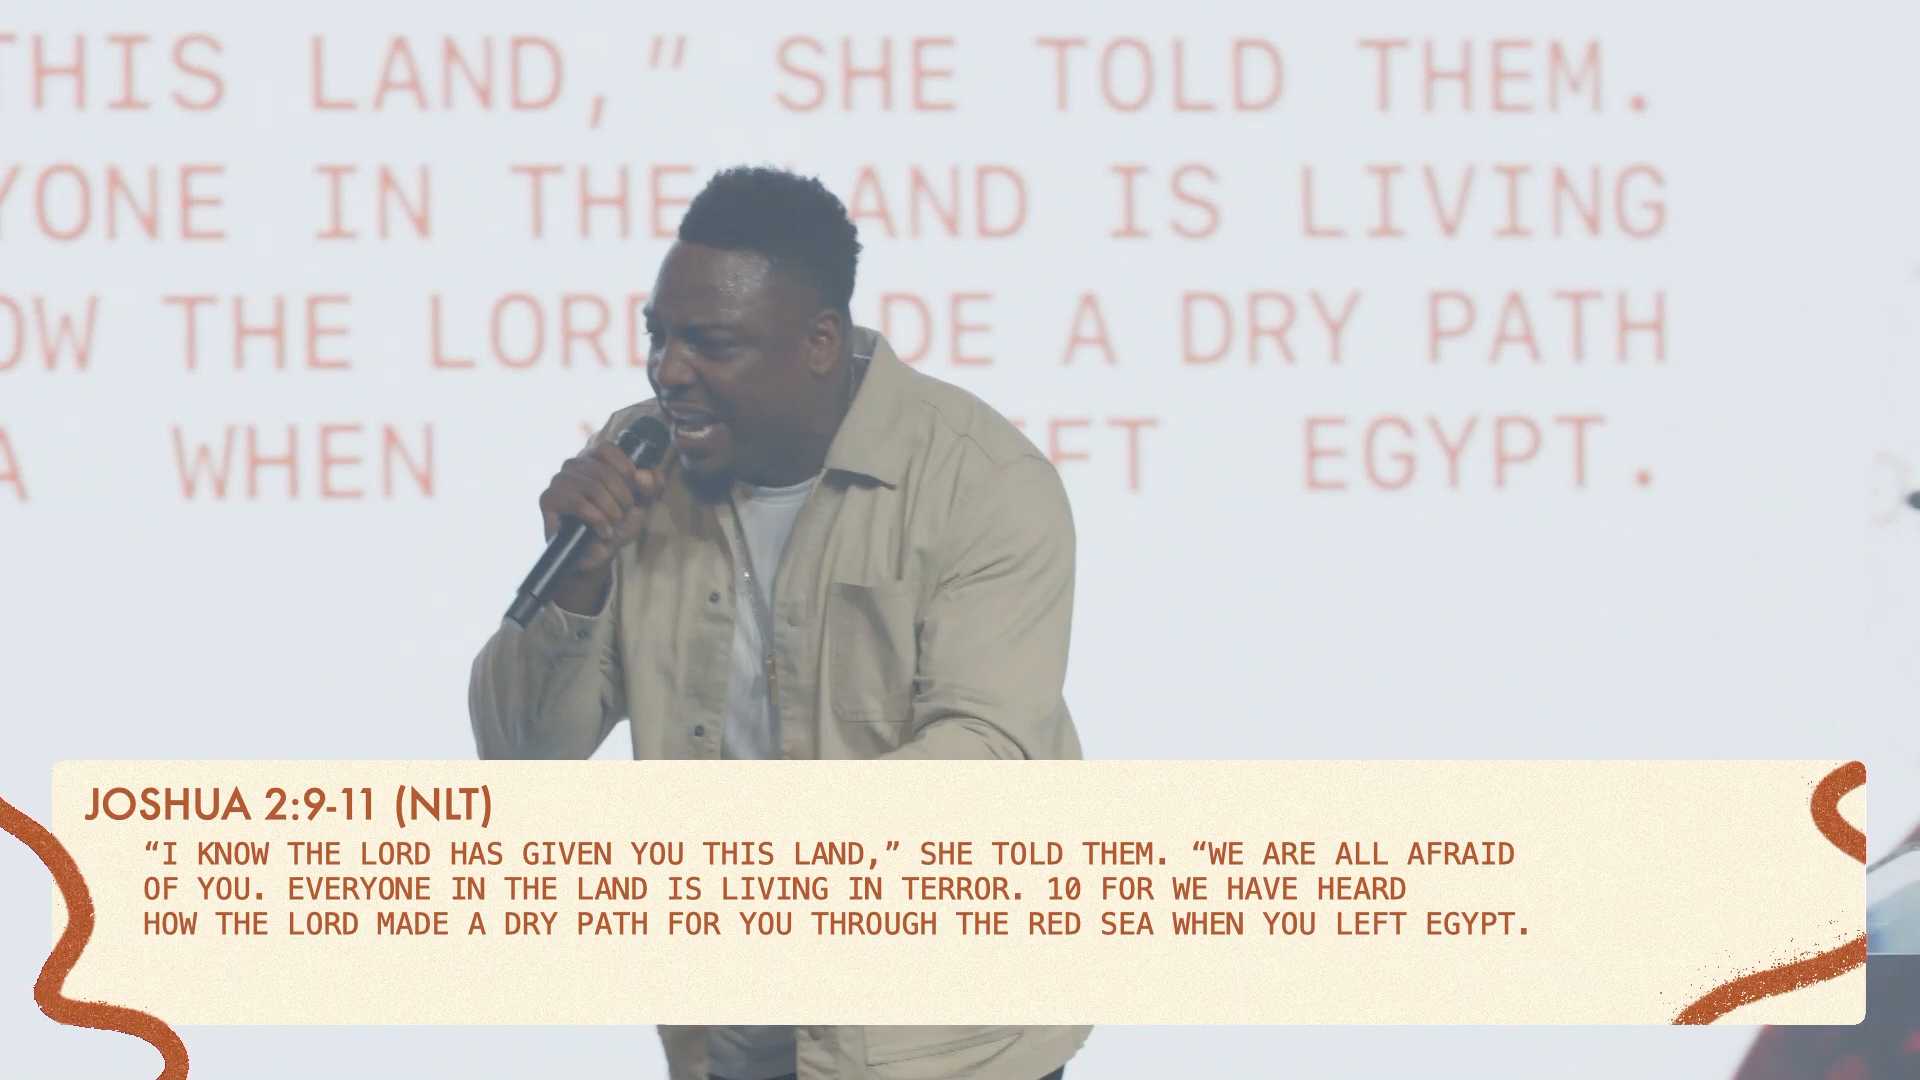 THIS LAND,” SHE TOLD THEM.
YONE IN THE LAND IS LIVING
OW THE LORD DE A DRY PATH
A WHEN FT EGYPT.
JOSHUA 2:9-11 (NLT)
“I KNOW THE LORD HAS GIVEN YOU THIS LAND,” SHE TOLD THEM. “WE ARE ALL AFRAID
OF YOU. EVERYONE IN THE LAND IS LIVING IN TERROR. 10 FOR WE HAVE HEARD
HOW THE LORD MADE A DRY PATH FOR YOU THROUGH THE RED SEA WHEN YOU LEFT EGYPT.